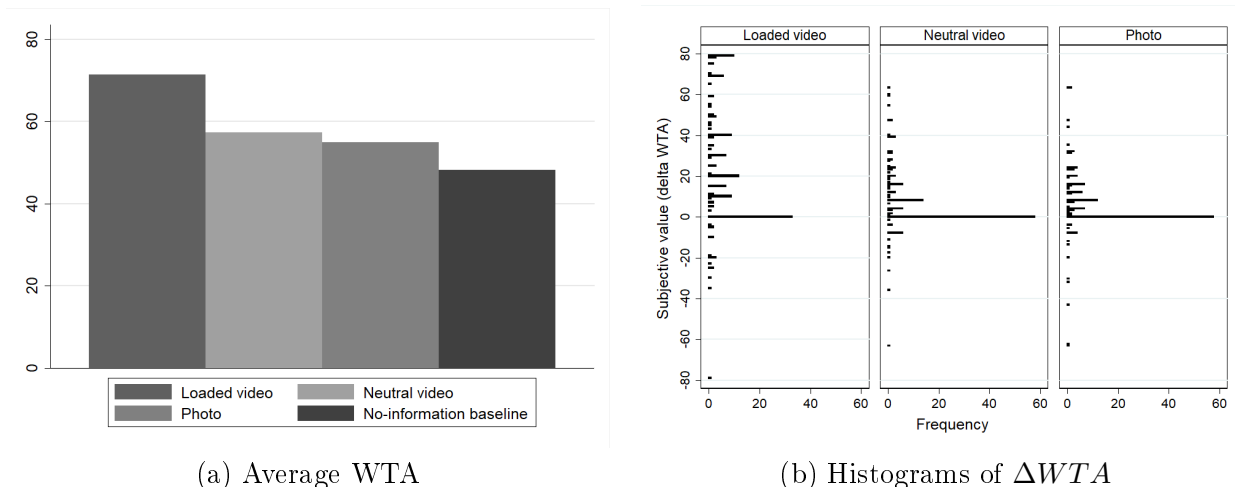 80
60
40
20
0
Loaded video
Neutral video
Photo
No-information baseline
(a) Average WTA
Loaded video
Neutral video
Photo
Subjective value (delta WTA)
80
60
40
20
0
-20
-40
-60
-80
0 20 40 60 0 20 40 60 0 20 40 60
Frequency
(b) Histograms of ΔWTA